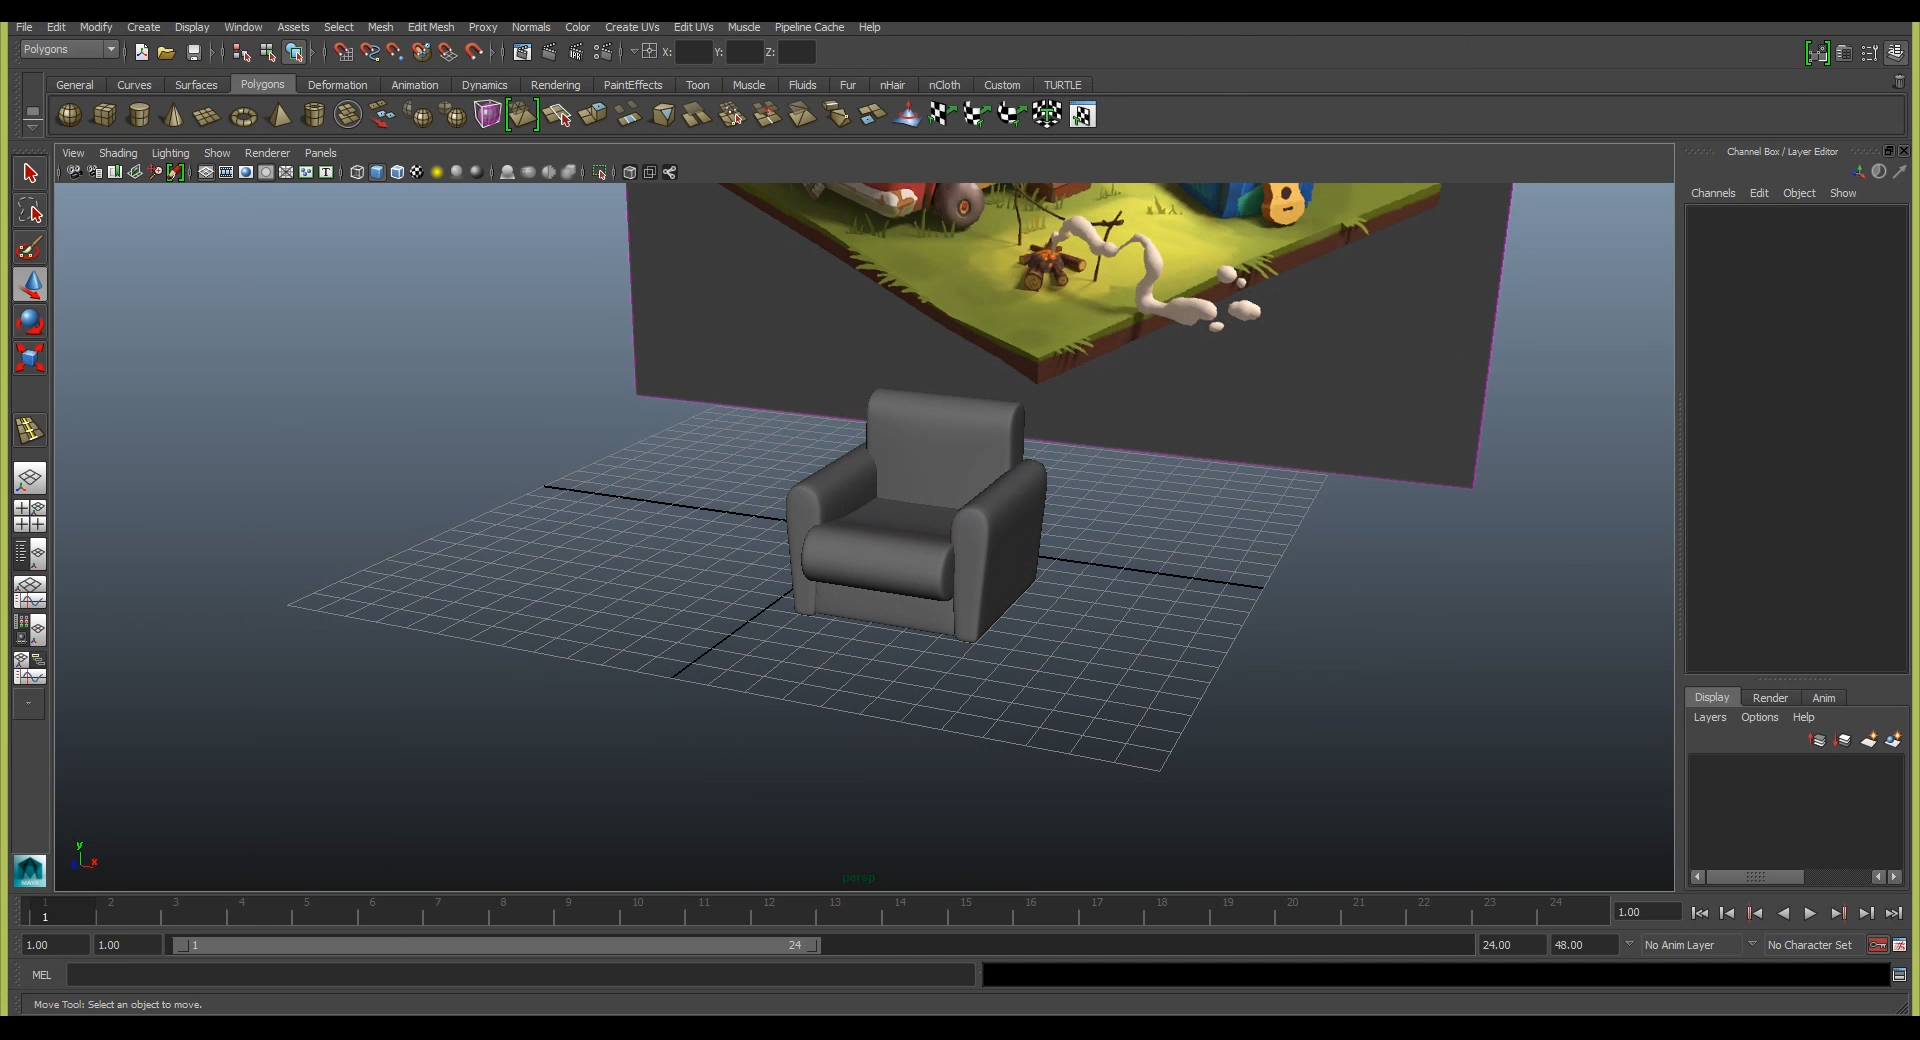 File Edit Modify Create Display Window Assets Select Mesh Edit Mesh Proxy Normals Color Create UVs Edit UVs Muscle Pipeline Cache Help
Polygons X: Y: Z:
General Curves Surfaces Polygons Deformation Animation Dynamics Rendering PaintEffects Toon Muscle Fluids Fur nHair nCloth Custom TURTLE
View Shading Lighting Show Renderer Panels
Channel Box / Layer Editor
Channels Edit Object Show
Display Render Anim
Layers Options Help
y
x
persp
MAYA
1 2 3 4 5 6 7 8 9 10 11 12 13 14 15 16 17 18 19 20 21 22 23 24
1 1.00
1.00 1.00 1 24 24.00 48.00 No Anim Layer No Character Set
MEL
Move Tool: Select an object to move.